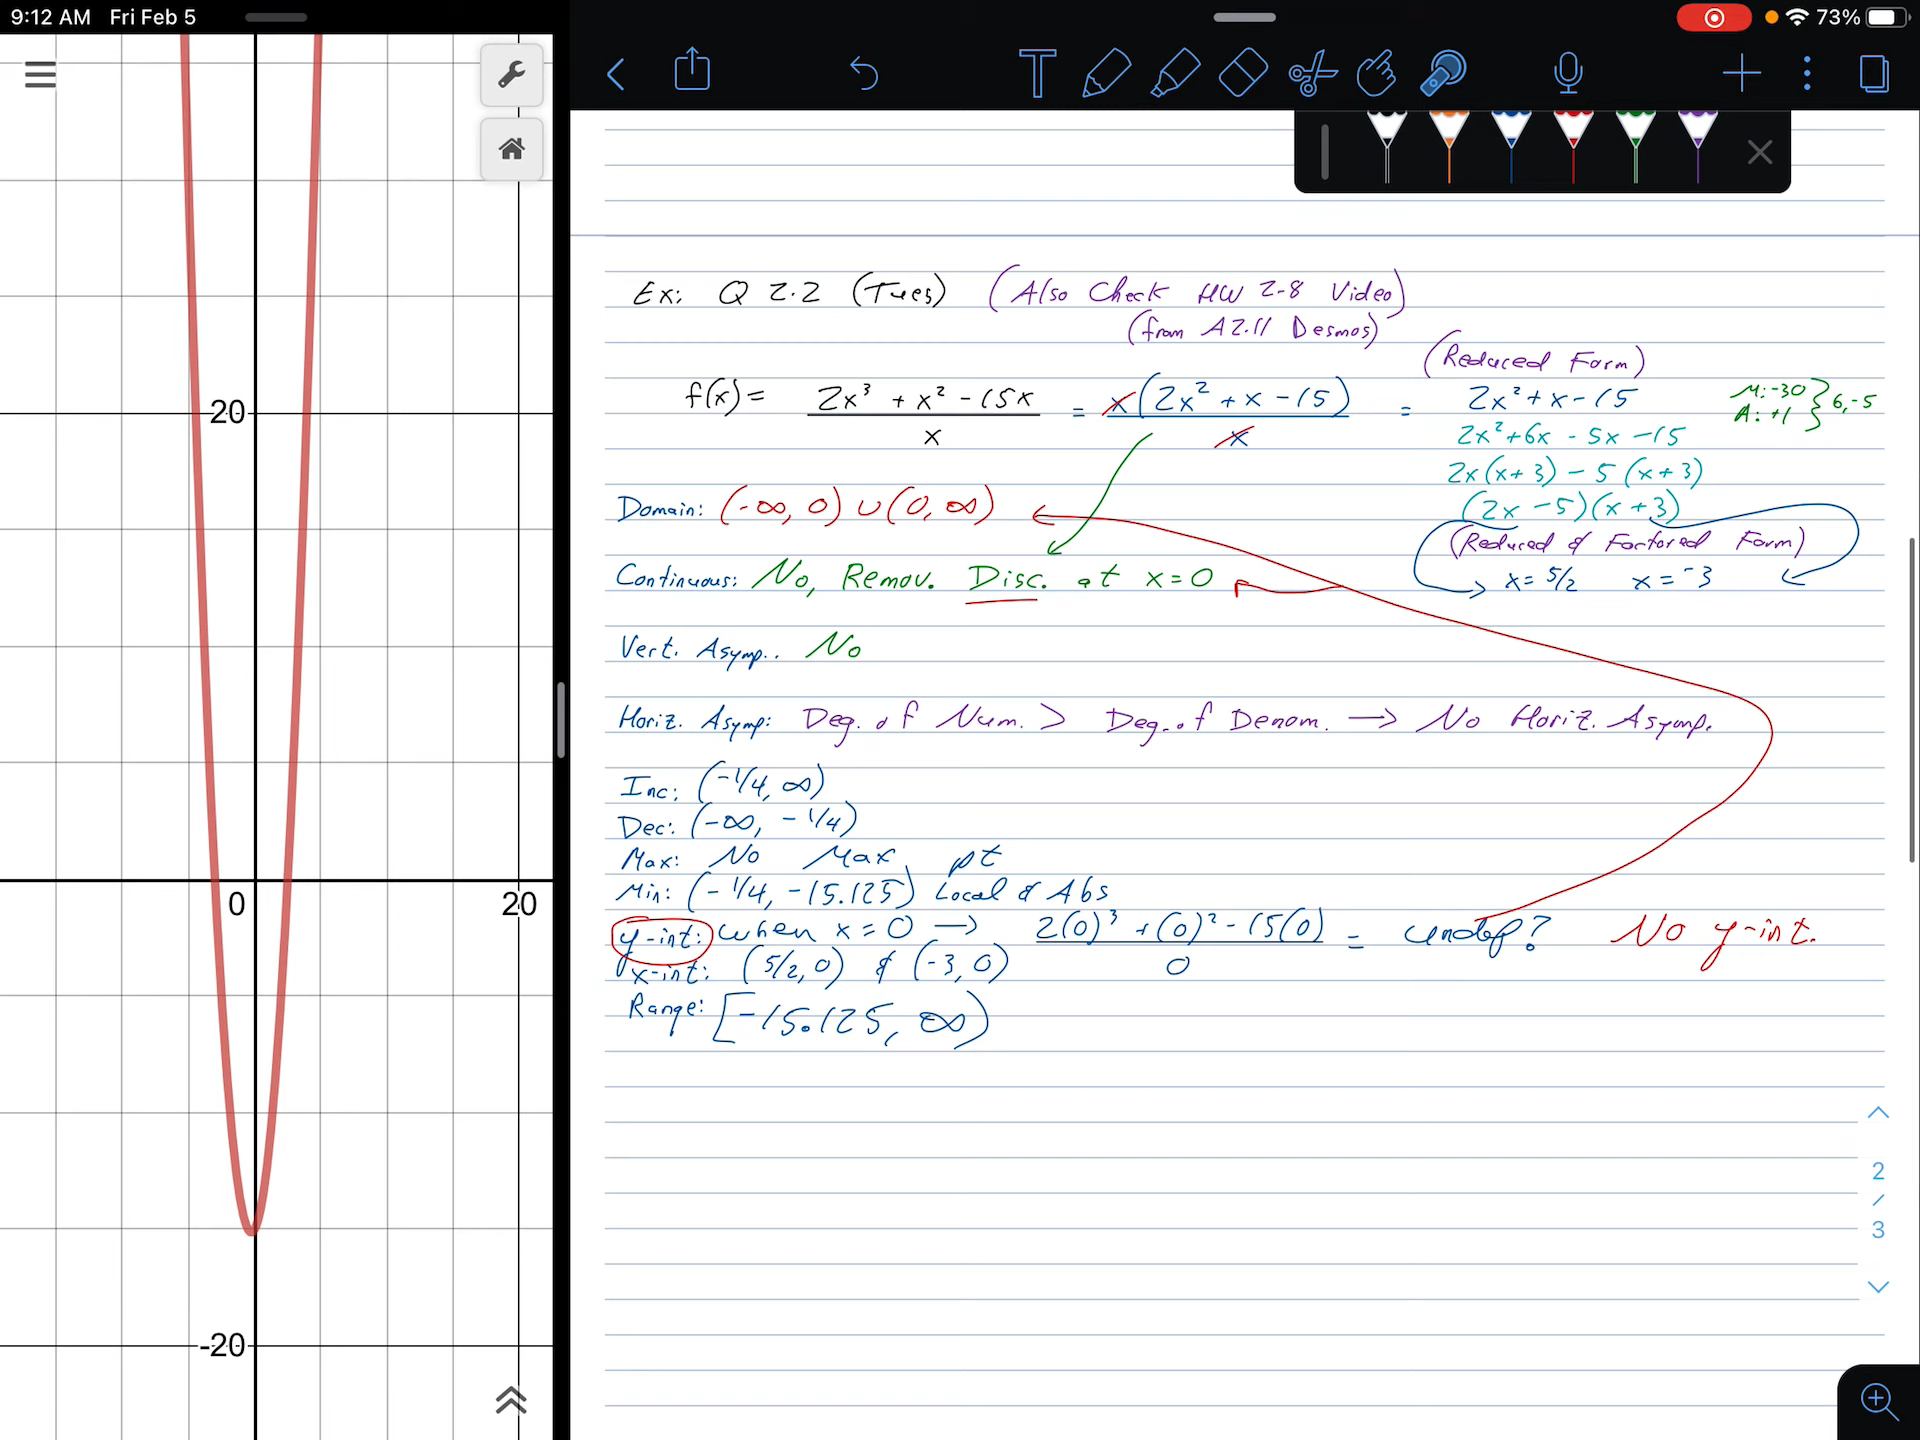 9:12 AM Fri Feb 5
73%
20
0
20
-20
Ex: Q 2.2 (Tues) (Also Check HW 2-8 Video)
(from A2.11 Desmos)
(Reduced Form)
f(x) = 2x³ + x² - 15x / x = x(2x² + x - 15) / x = 2x² + x - 15
M: -30
A: +1 } 6, -5
2x² + 6x - 5x - 15
2x(x + 3) - 5(x + 3)
(2x - 5)(x + 3)
Domain: (-∞, 0) ∪ (0, ∞)
(Reduced & Factored Form)
Continuous: No, Remov. Disc. at x = 0
x = 5/2 x = -3
Vert. Asymp.. No
Horiz. Asymp: Deg. of Num. > Deg. of Denom. → No Horiz. Asymp.
Inc: (-1/4, ∞)
Dec: (-∞, -1/4)
Max: No Max pt
Min: (-1/4, -15.125) Local & Abs
y-int: when x = 0 → 2(0)³ + (0)² - 15(0) / 0 = undef? No y-int.
x-int: (5/2, 0) & (-3, 0)
Range: [-15.125, ∞)
2
/
3